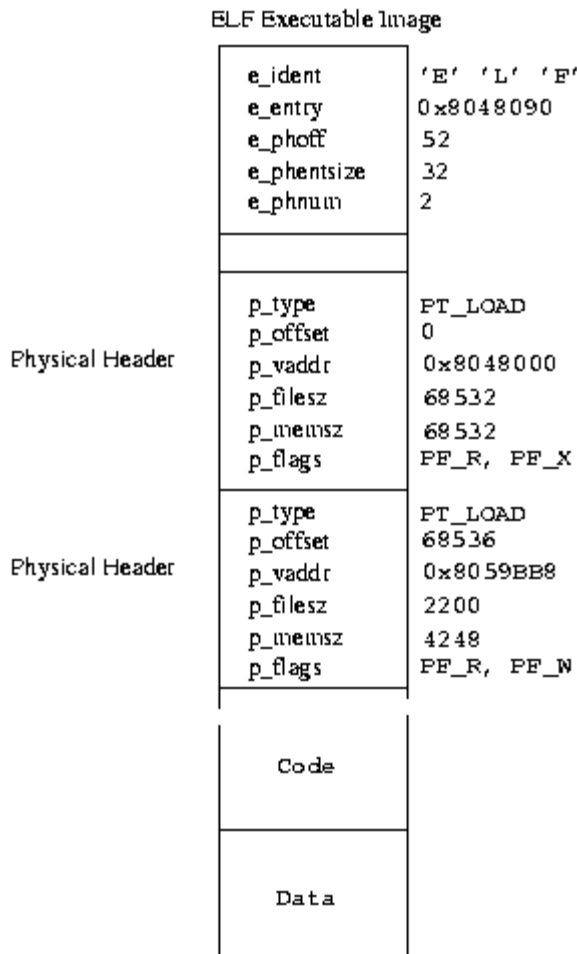 ELF Executable Image
e_ident 'E' 'L' 'F'
e_entry 0x8048090
e_phoff 52
e_phentsize 32
e_phnum 2
p_type PT_LOAD
p_offset 0
Physical Header p_vaddr 0x8048000
p_filesz 68532
p_memsz 68532
p_flags PF_R, PF_X
p_type PT_LOAD
p_offset 68536
Physical Header p_vaddr 0x8059BB8
p_filesz 2200
p_memsz 4248
p_flags PF_R, PF_W
Code
Data